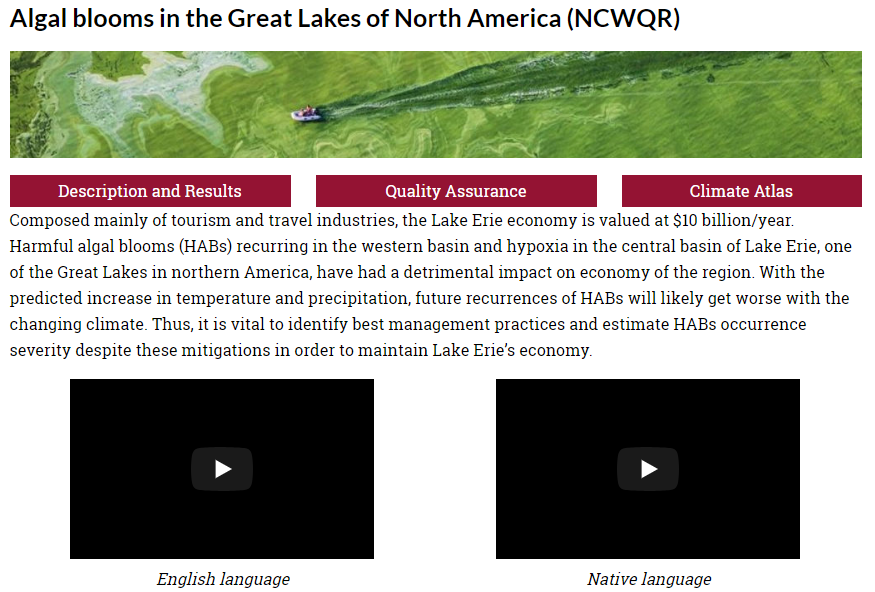 Algal blooms in the Great Lakes of North America (NCWQR)
Description and Results
Quality Assurance
Climate Atlas
Composed mainly of tourism and travel industries, the Lake Erie economy is valued at $10 billion/year.
Harmful algal blooms (HABs) recurring in the western basin and hypoxia in the central basin of Lake Erie, one
of the Great Lakes in northern America, have had a detrimental impact on economy of the region. With the
predicted increase in temperature and precipitation, future recurrences of HABs will likely get worse with the
changing climate. Thus, it is vital to identify best management practices and estimate HABs occurrence
severity despite these mitigations in order to maintain Lake Erie’s economy.
English language
Native language